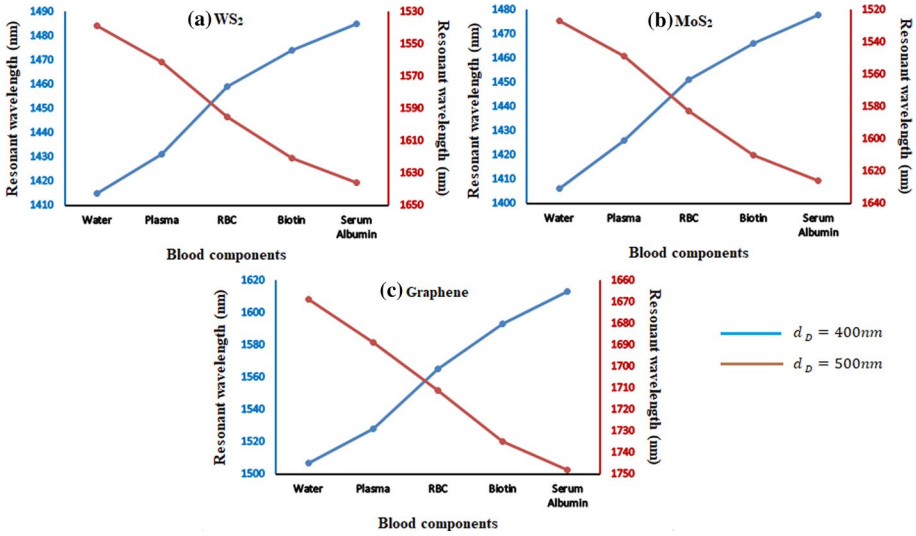 (a) WS₂
Resonant wavelength (nm)
1490
1480
1470
1460
1450
1440
1430
1420
1410
1530
1550
1570
1590
1610
1630
1650
Resonant wavelength (nm)
Water Plasma RBC Biotin Serum
Albumin
Blood components
(b) MoS₂
Resonant wavelength (nm)
1480
1470
1460
1450
1440
1430
1420
1410
1400
1520
1540
1560
1580
1600
1620
1640
Resonant wavelength (nm)
Water Plasma RBC Biotin Serum
Albumin
Blood components
(c) Graphene
Resonant wavelength (nm)
1620
1600
1580
1560
1540
1520
1500
1660
1670
1680
1690
1700
1710
1720
1730
1740
1750
Resonant wavelength (nm)
Water Plasma RBC Biotin Serum
Albumin
Blood components
d_D = 400nm
d_D = 500nm